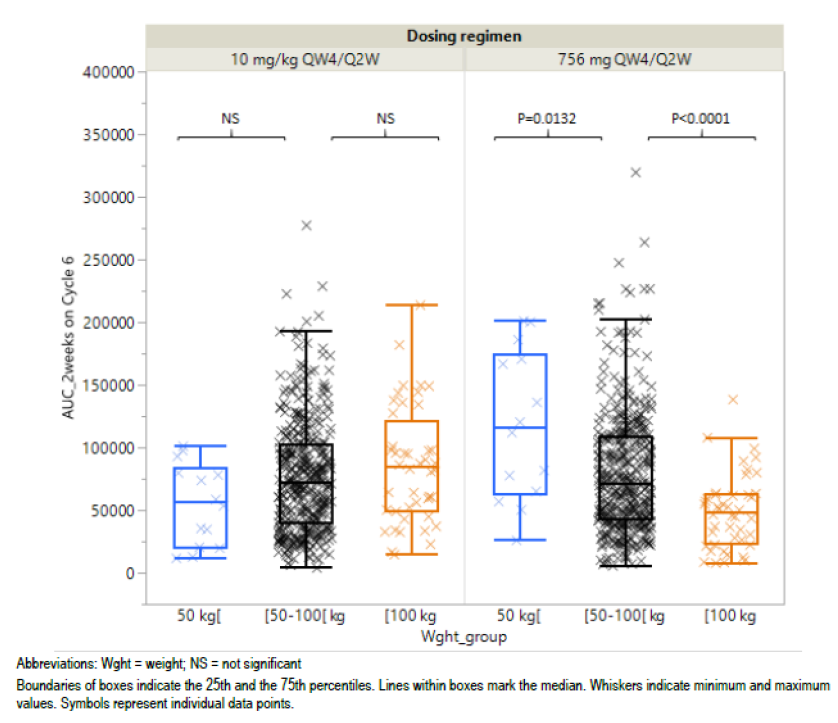 Dosing regimen
10 mg/kg QW4/Q2W 756 mg QW4/Q2W
400000
350000
300000
250000
200000
150000
100000
50000
0
AUC_2weeks on Cycle 6
NS NS P=0.0132 P<0.0001
50 kg[ [50-100[ kg [100 kg 50 kg[ [50-100[ kg [100 kg
Wght_group
Abbreviations: Wght = weight; NS = not significant
Boundaries of boxes indicate the 25th and the 75th percentiles. Lines within boxes mark the median. Whiskers indicate minimum and maximum
values. Symbols represent individual data points.